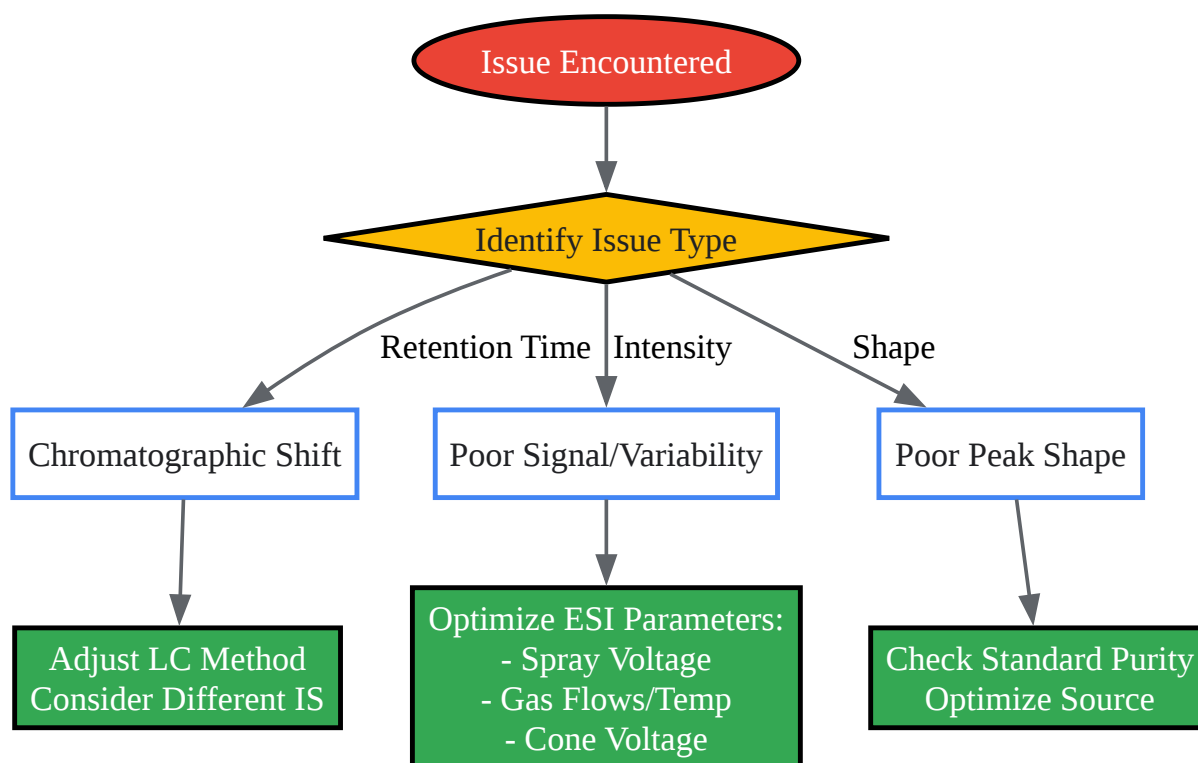 Issue Encountered
Identify Issue Type
Retention Time
Intensity
Shape
Chromatographic Shift
Poor Signal/Variability
Poor Peak Shape
Adjust LC Method
Consider Different IS
Optimize ESI Parameters:
- Spray Voltage
- Gas Flows/Temp
- Cone Voltage
Check Standard Purity
Optimize Source